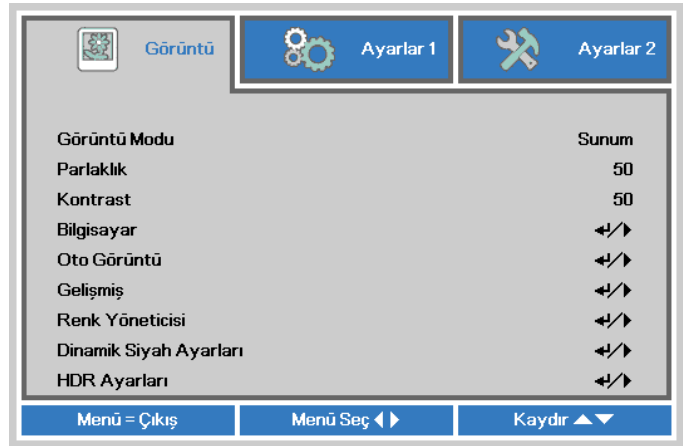 Görüntü Ayarlar 1 Ayarlar 2
Görüntü Modu Sunum
Parlaklık 50
Kontrast 50
Bilgisayar ↵/▶
Oto Görüntü ↵/▶
Gelişmiş ↵/▶
Renk Yöneticisi ↵/▶
Dinamik Siyah Ayarları ↵/▶
HDR Ayarları ↵/▶
Menü = Çıkış Menü Seç ◀▶ Kaydır ▲▼